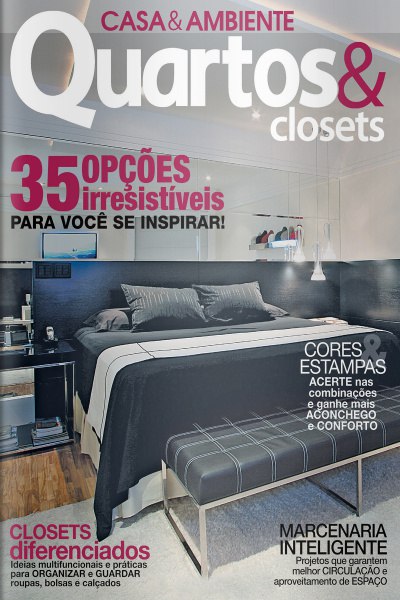 CASA&AMBIENTE
Quartos&
closets
35 OPÇÕES
irresistíveis
PARA VOCÊ SE INSPIRAR!
CORES &
ESTAMPAS
ACERTE nas
combinações
e ganhe mais
ACONCHEGO
e CONFORTO
CLOSETS
diferenciados
Ideias multifuncionais e práticas
para ORGANIZAR e GUARDAR
roupas, bolsas e calçados
MARCENARIA
INTELIGENTE
Projetos que garantem
melhor CIRCULAÇÃO e
aproveitamento de ESPAÇO